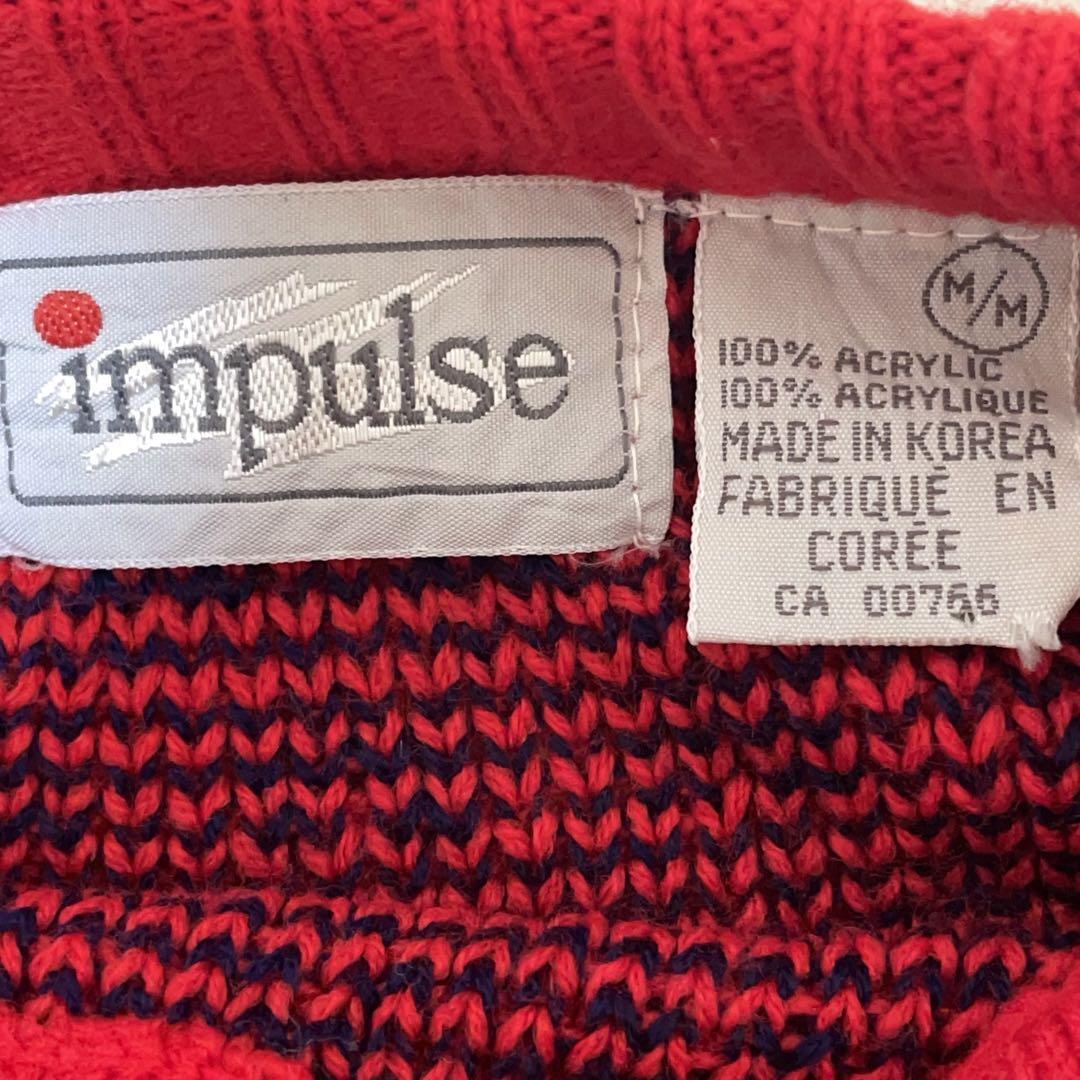 impulse
M/M
100% ACRYLIC
100% ACRYLIQUE
MADE IN KOREA
FABRIQUÉ EN
CORÉE
CA 00766